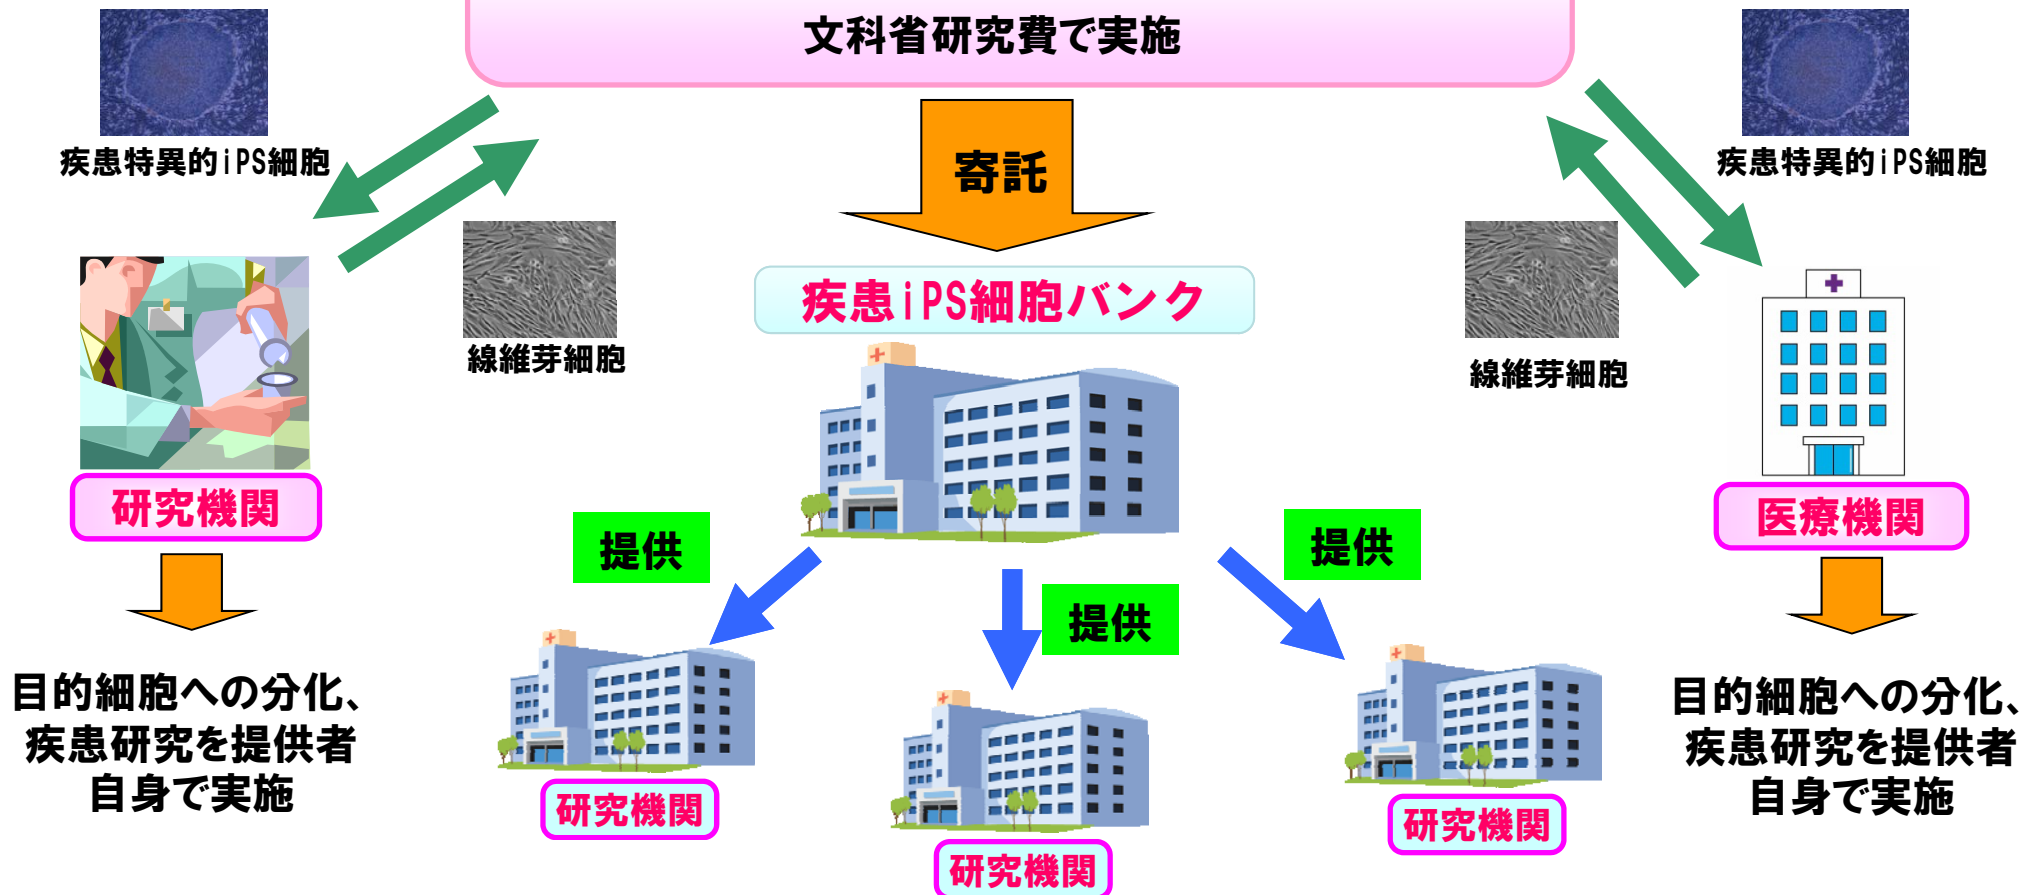 文科省研究費で実施
疾患特異的iPS細胞
疾患特異的iPS細胞
寄託
線維芽細胞
疾患iPS細胞バンク
線維芽細胞
研究機関
医療機関
提供
提供
提供
目的細胞への分化、
疾患研究を提供者
自身で実施
研究機関
研究機関
研究機関
目的細胞への分化、
疾患研究を提供者
自身で実施